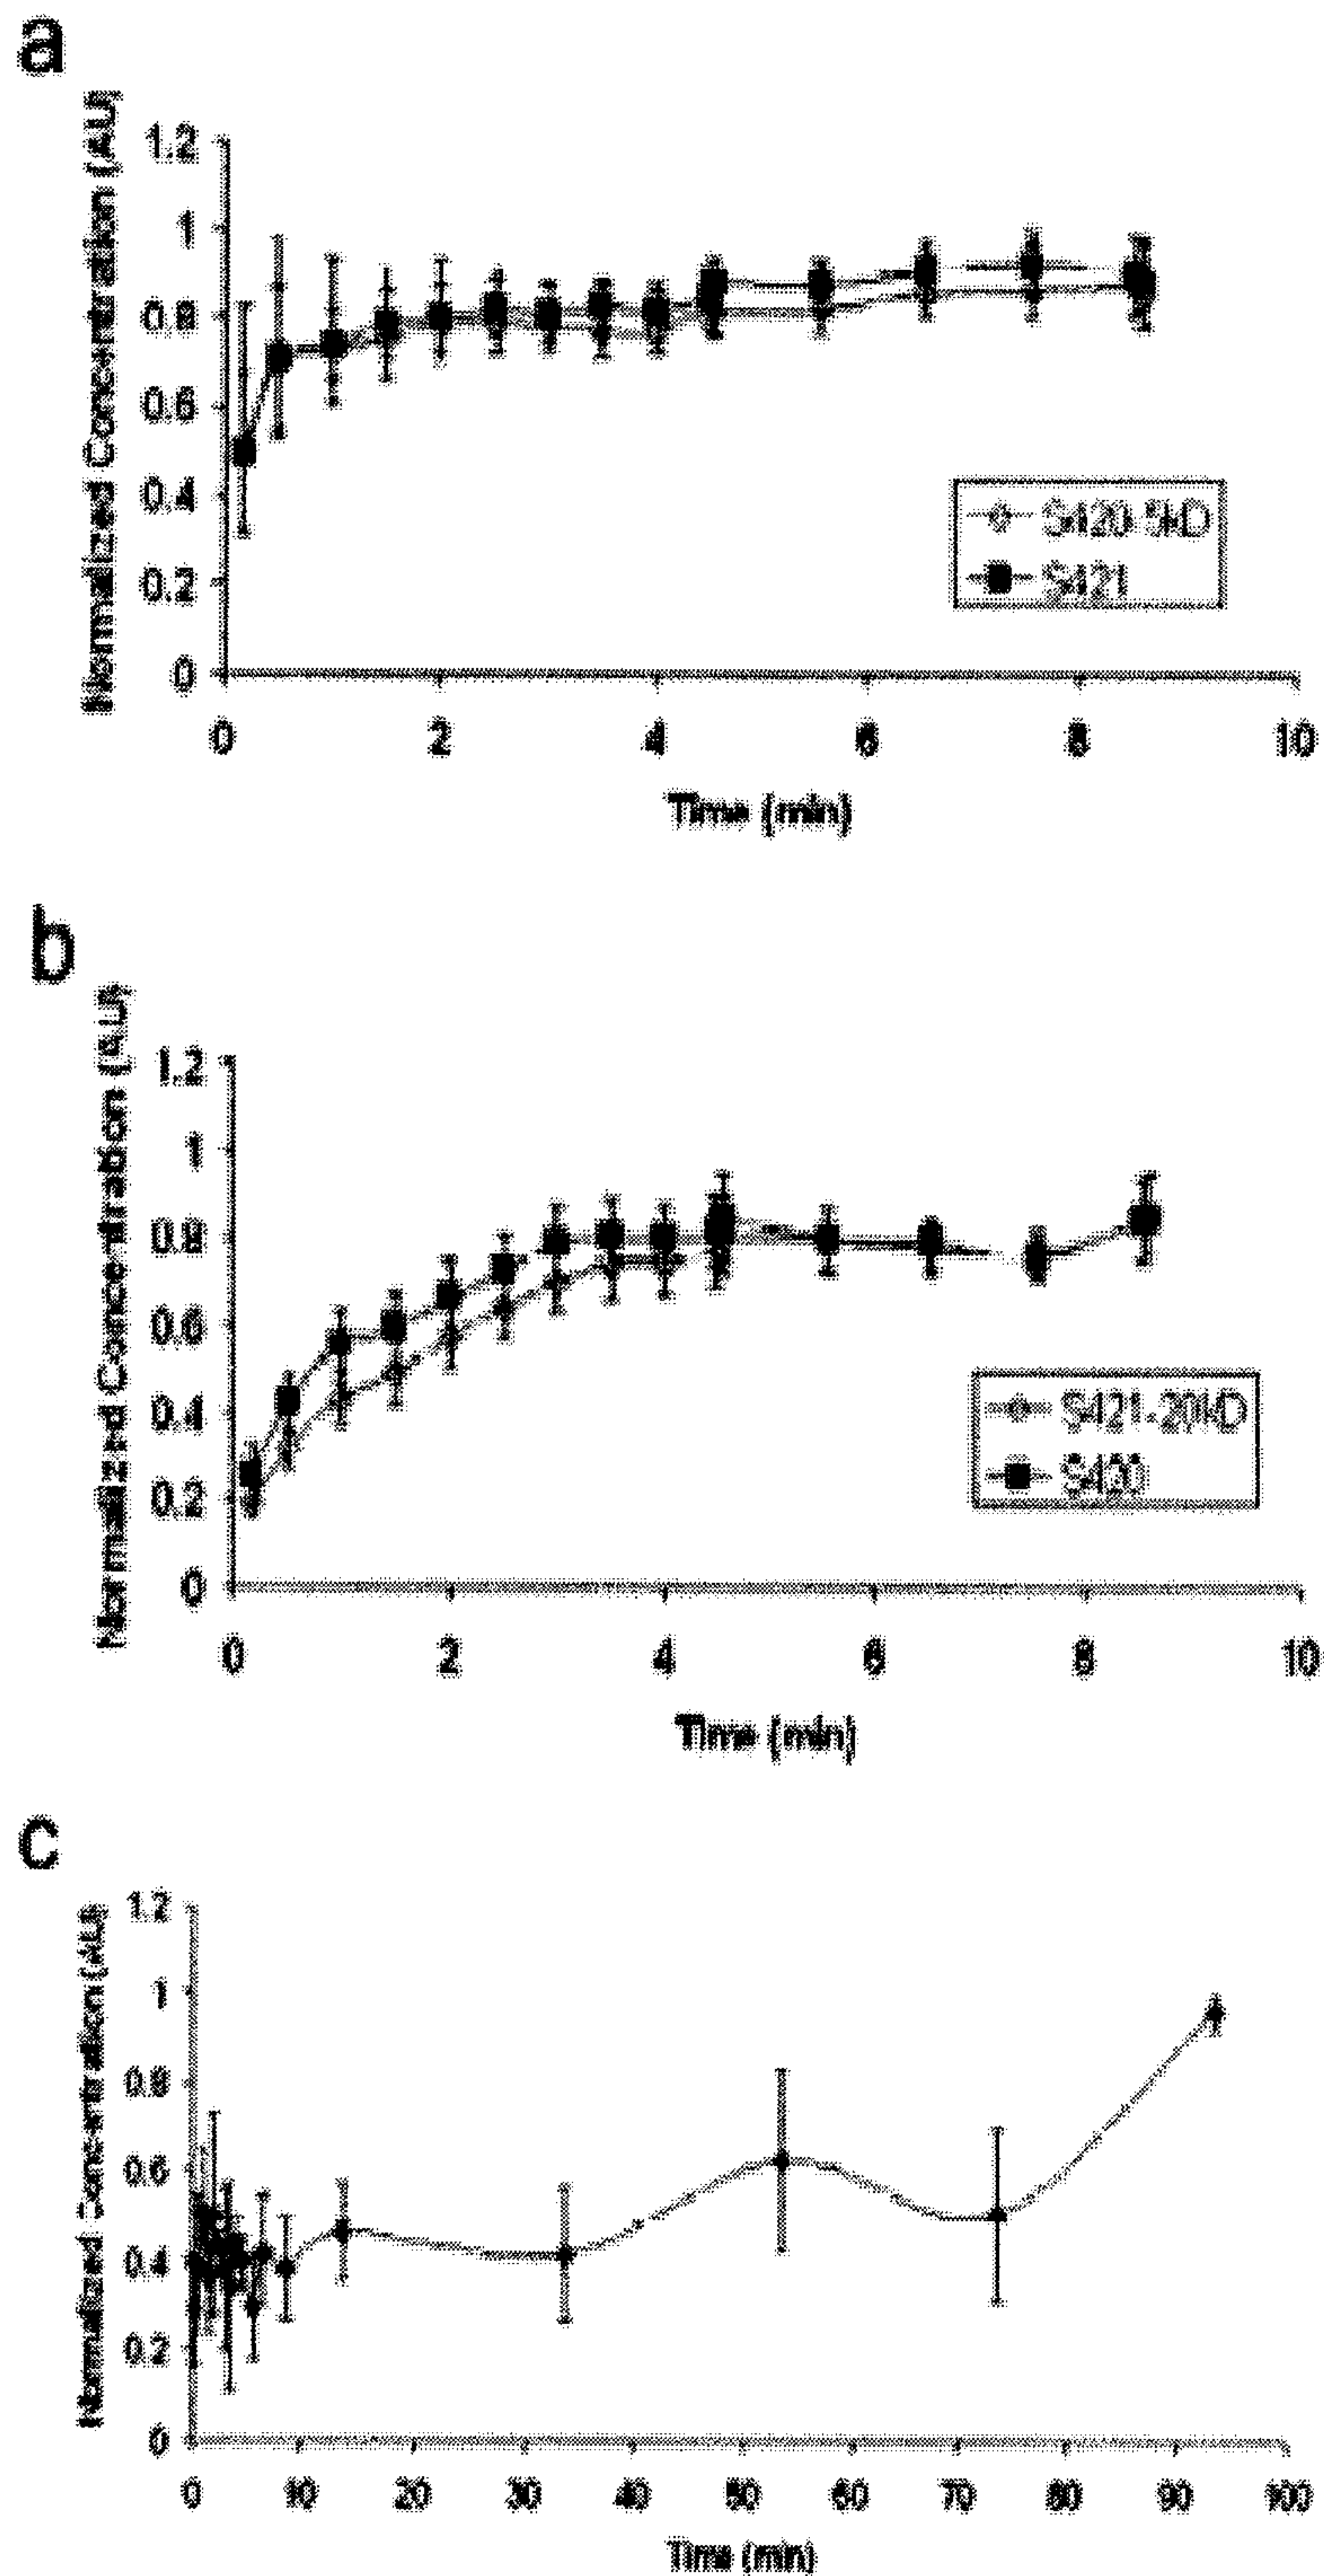 a
Normalized Concentration (AU)
1.2
1
0.8
0.6
0.4
0.2
0
0 2 4 6 8 10
Time (min)
S420-5kD
S421
b
Normalized Concentration (AU)
1.2
1
0.8
0.6
0.4
0.2
0
0 2 4 6 8 10
Time (min)
S421-20kD
S420
c
Normalized Concentration (AU)
1.2
1
0.8
0.6
0.4
0.2
0
0 10 20 30 40 50 60 70 80 90 100
Time (min)